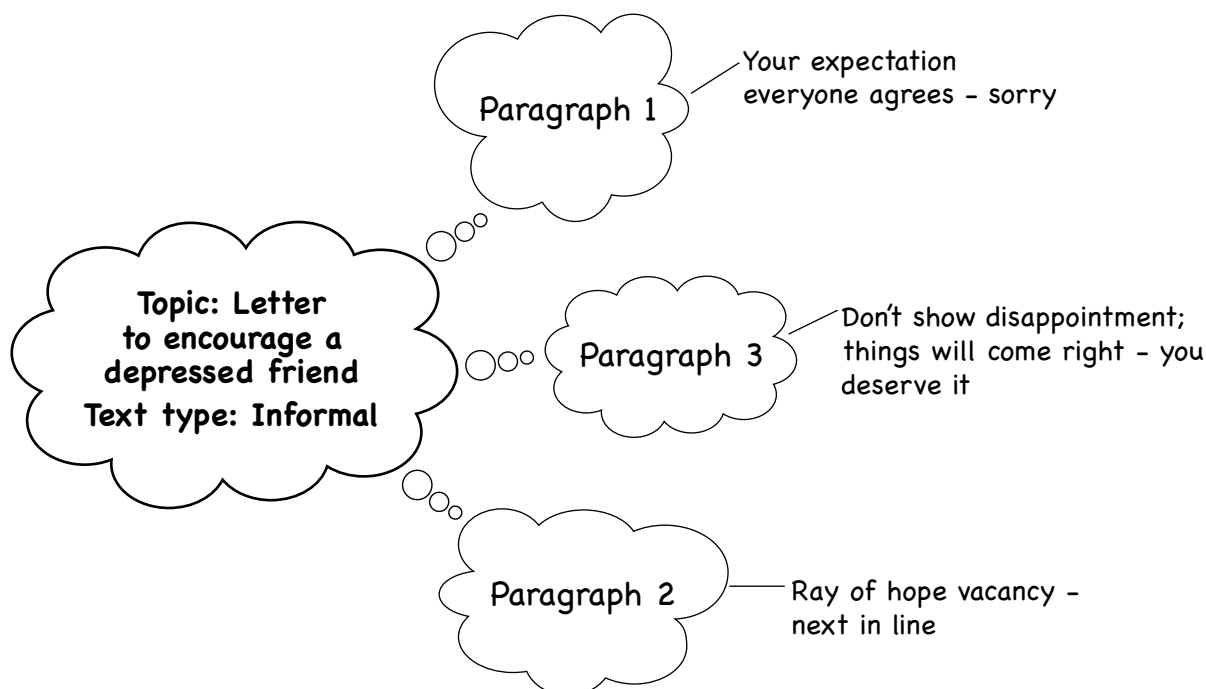 Paragraph 1
Your expectation
everyone agrees - sorry
Topic: Letter
to encourage a
depressed friend
Text type: Informal
Paragraph 3
Don't show disappointment;
things will come right - you
deserve it
Paragraph 2
Ray of hope vacancy -
next in line